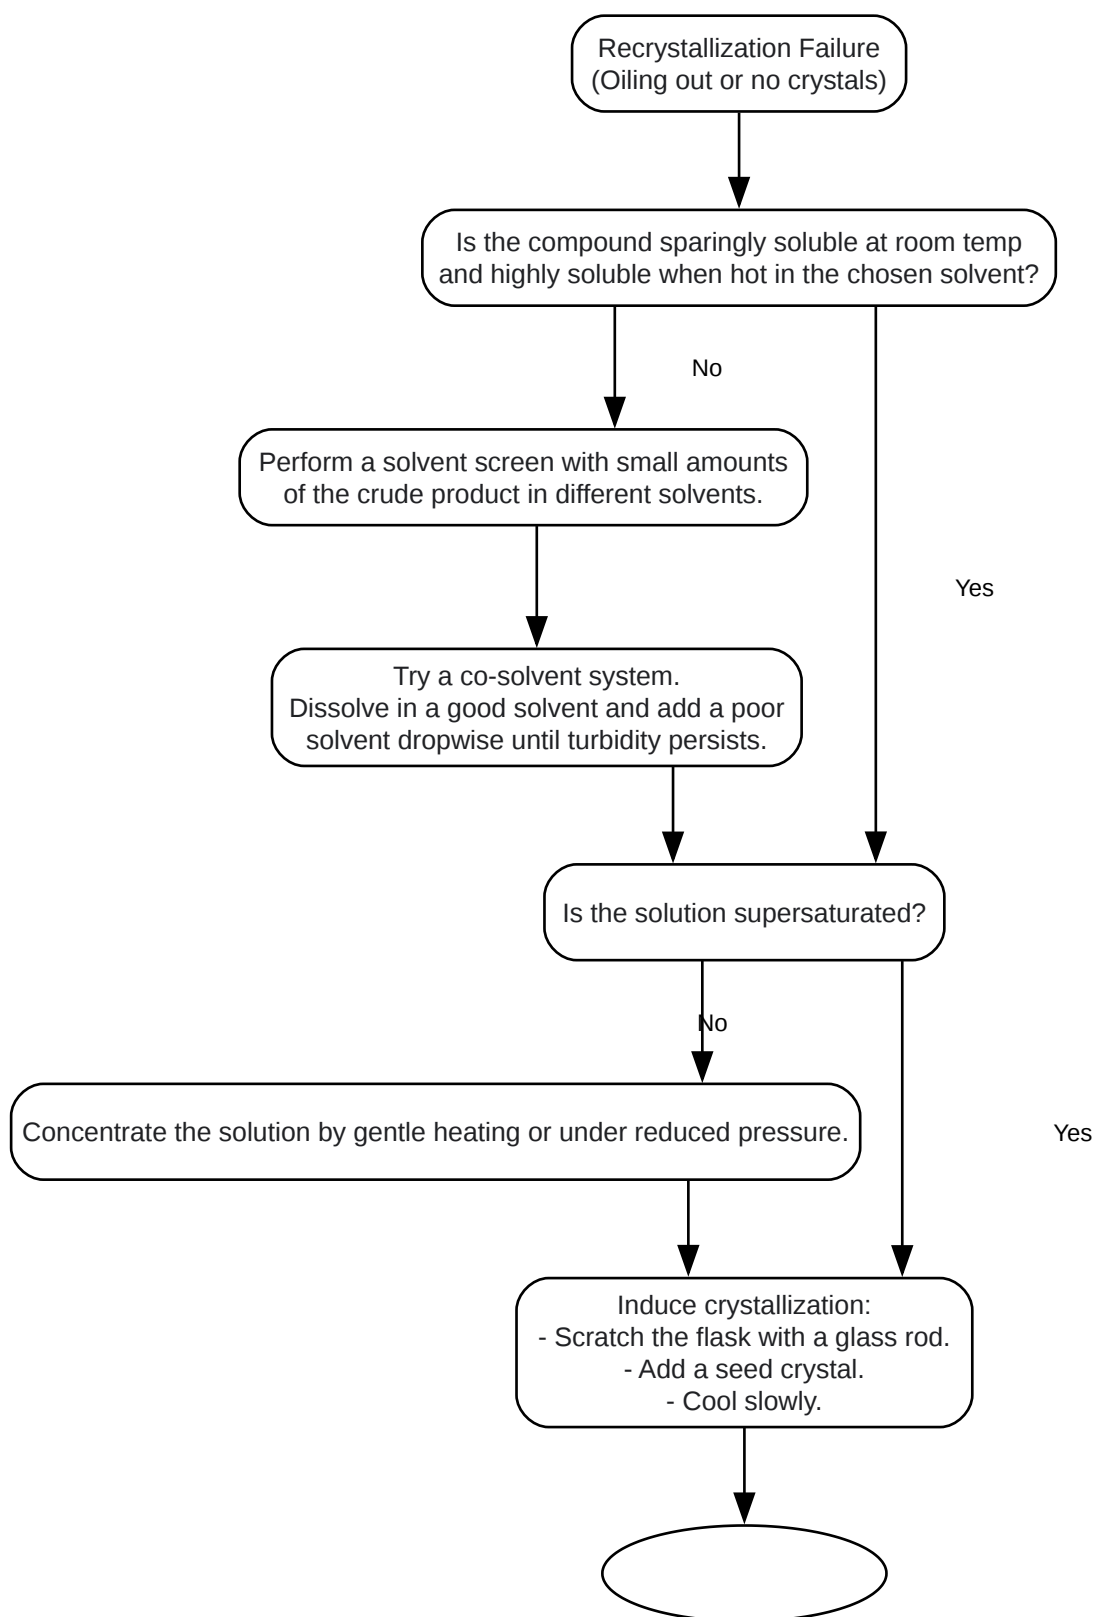 Recrystallization Failure
(Oiling out or no crystals)
Is the compound sparingly soluble at room temp
and highly soluble when hot in the chosen solvent?
No
Perform a solvent screen with small amounts
of the crude product in different solvents.
Yes
Try a co-solvent system.
Dissolve in a good solvent and add a poor
solvent dropwise until turbidity persists.
Is the solution supersaturated?
No
Concentrate the solution by gentle heating or under reduced pressure.
Yes
Induce crystallization:
- Scratch the flask with a glass rod.
- Add a seed crystal.
- Cool slowly.